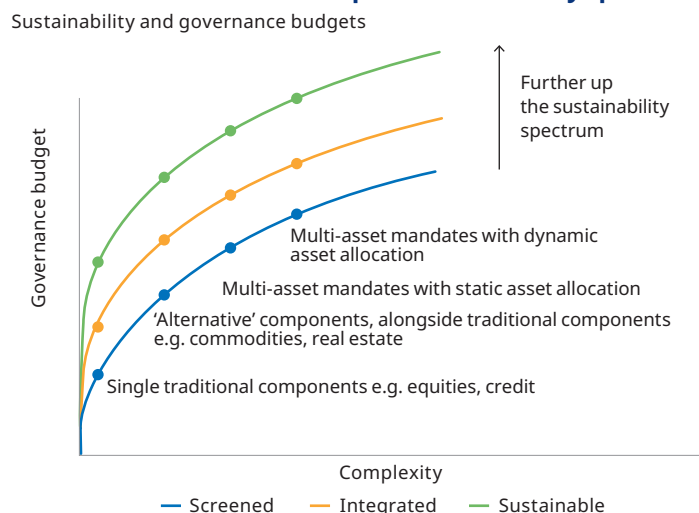 Sustainability and governance budgets
Further up
the sustainability
spectrum
Governance budget
Multi-asset mandates with dynamic
asset allocation
Multi-asset mandates with static asset allocation
'Alternative' components, alongside traditional components
e.g. commodities, real estate
Single traditional components e.g. equities, credit
Complexity
Screened
Integrated
Sustainable